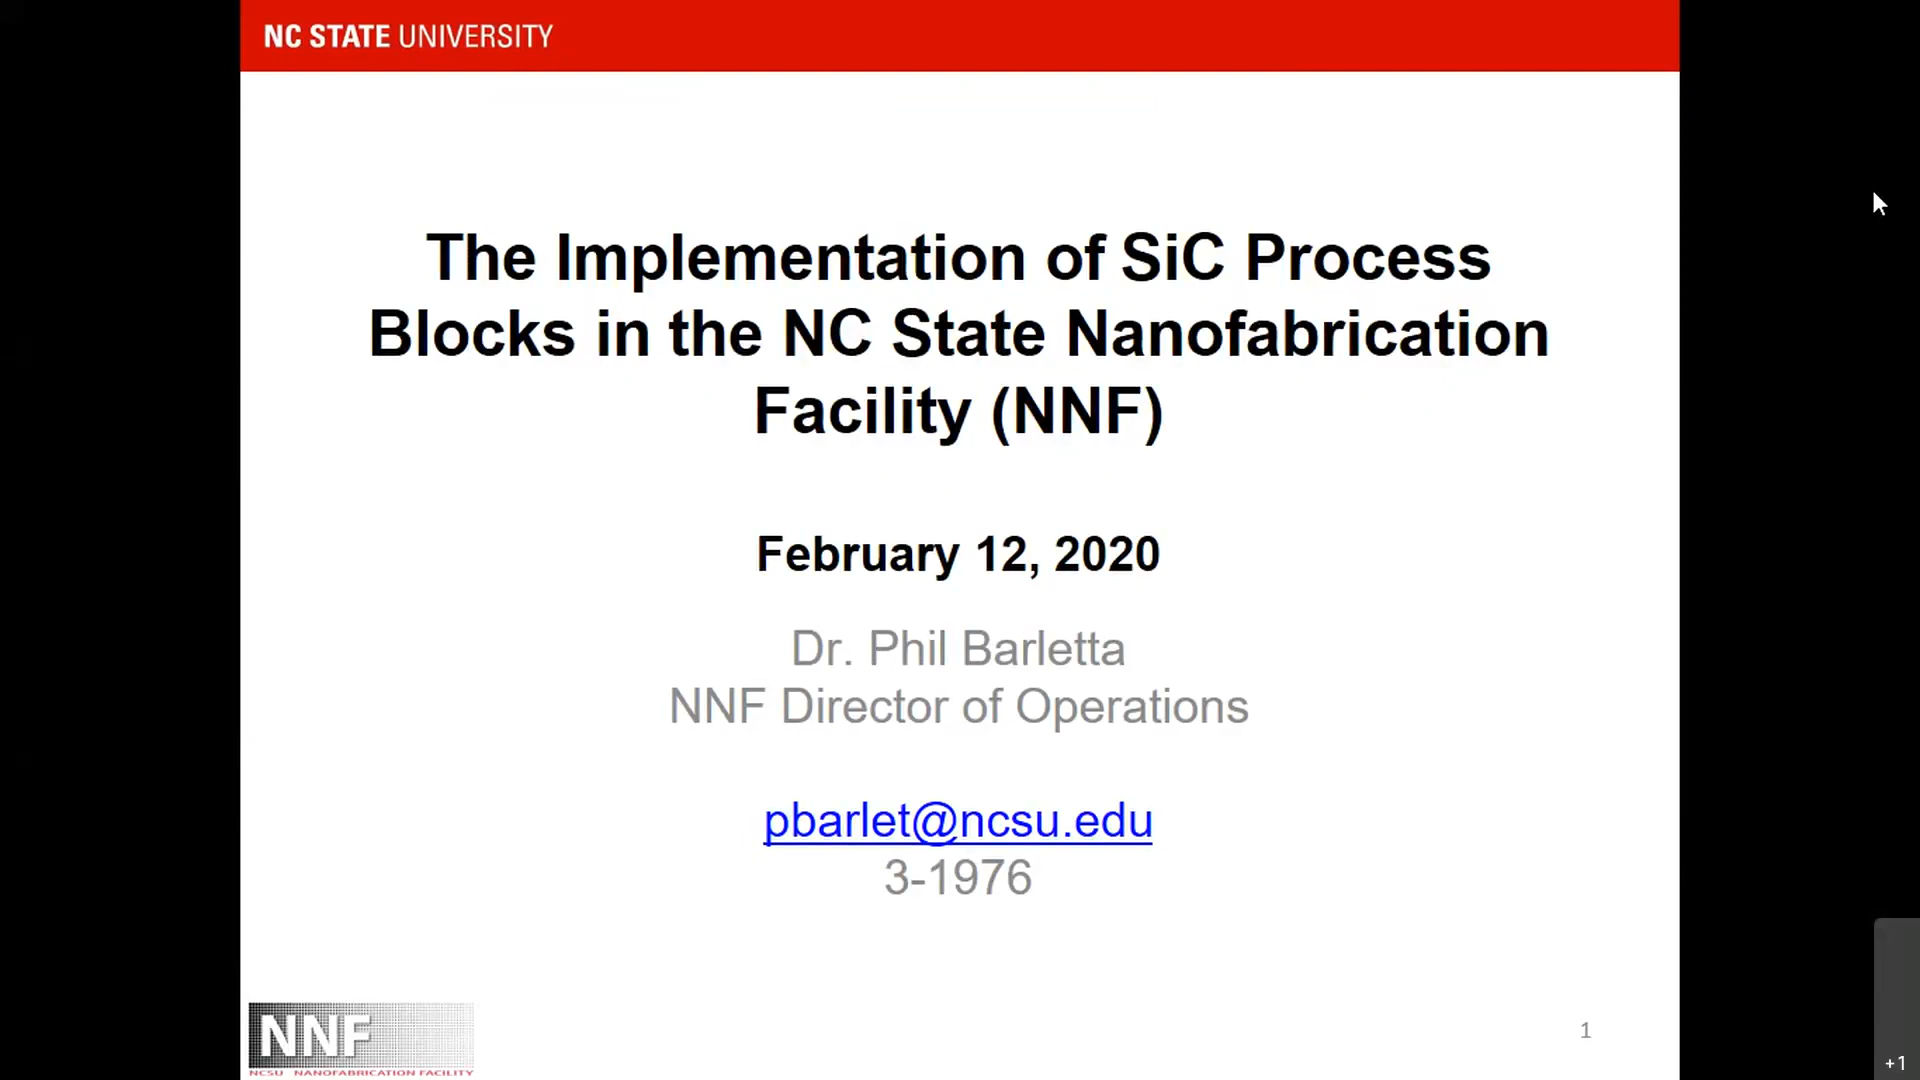 NC STATE UNIVERSITY
The Implementation of SiC Process
Blocks in the NC State Nanofabrication
Facility (NNF)
February 12, 2020
Dr. Phil Barletta
NNF Director of Operations
pbarlet@ncsu.edu
3-1976
NNF
NCSU NANOFABRICATION FACILITY
1
+1